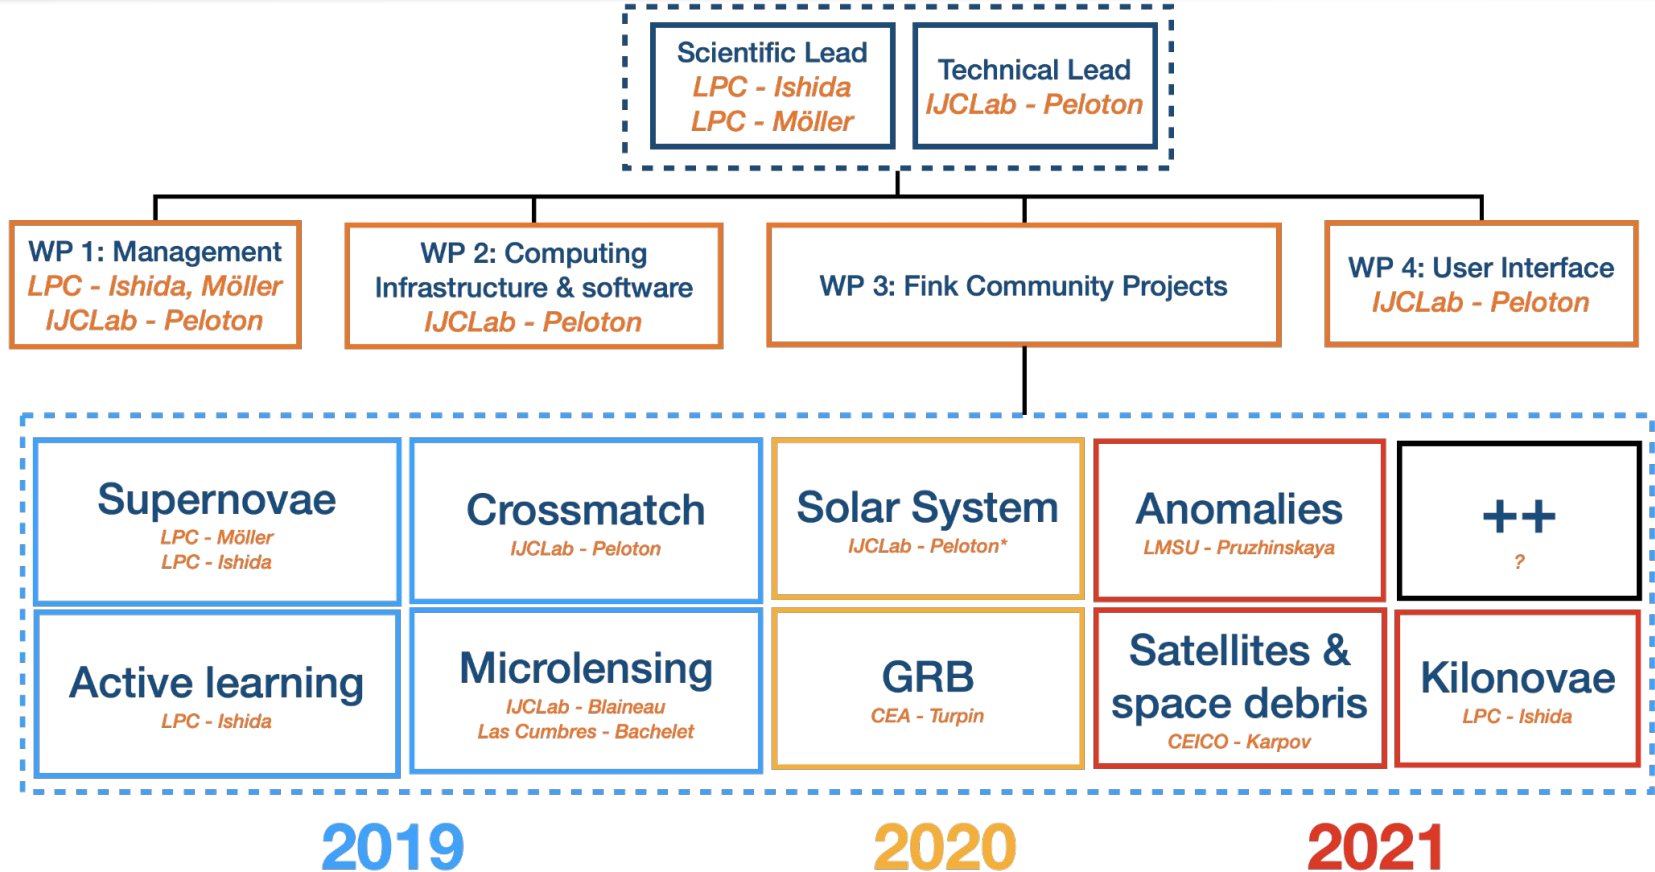 Scientific Lead
LPC - Ishida
LPC - Möller
Technical Lead
IJCLab - Peloton
WP 1: Management
LPC - Ishida, Möller
IJCLab - Peloton
WP 2: Computing
Infrastructure & software
IJCLab - Peloton
WP 3: Fink Community Projects
WP 4: User Interface
IJCLab - Peloton
Supernovae
LPC - Möller
LPC - Ishida
Crossmatch
IJCLab - Peloton
Solar System
IJCLab - Peloton*
Anomalies
LMSU - Pruzhinskaya
++
?
Active learning
LPC - Ishida
Microlensing
IJCLab - Blaineau
Las Cumbres - Bachelet
GRB
CEA - Turpin
Satellites &
space debris
CEICO - Karpov
Kilonovae
LPC - Ishida
2019
2020
2021